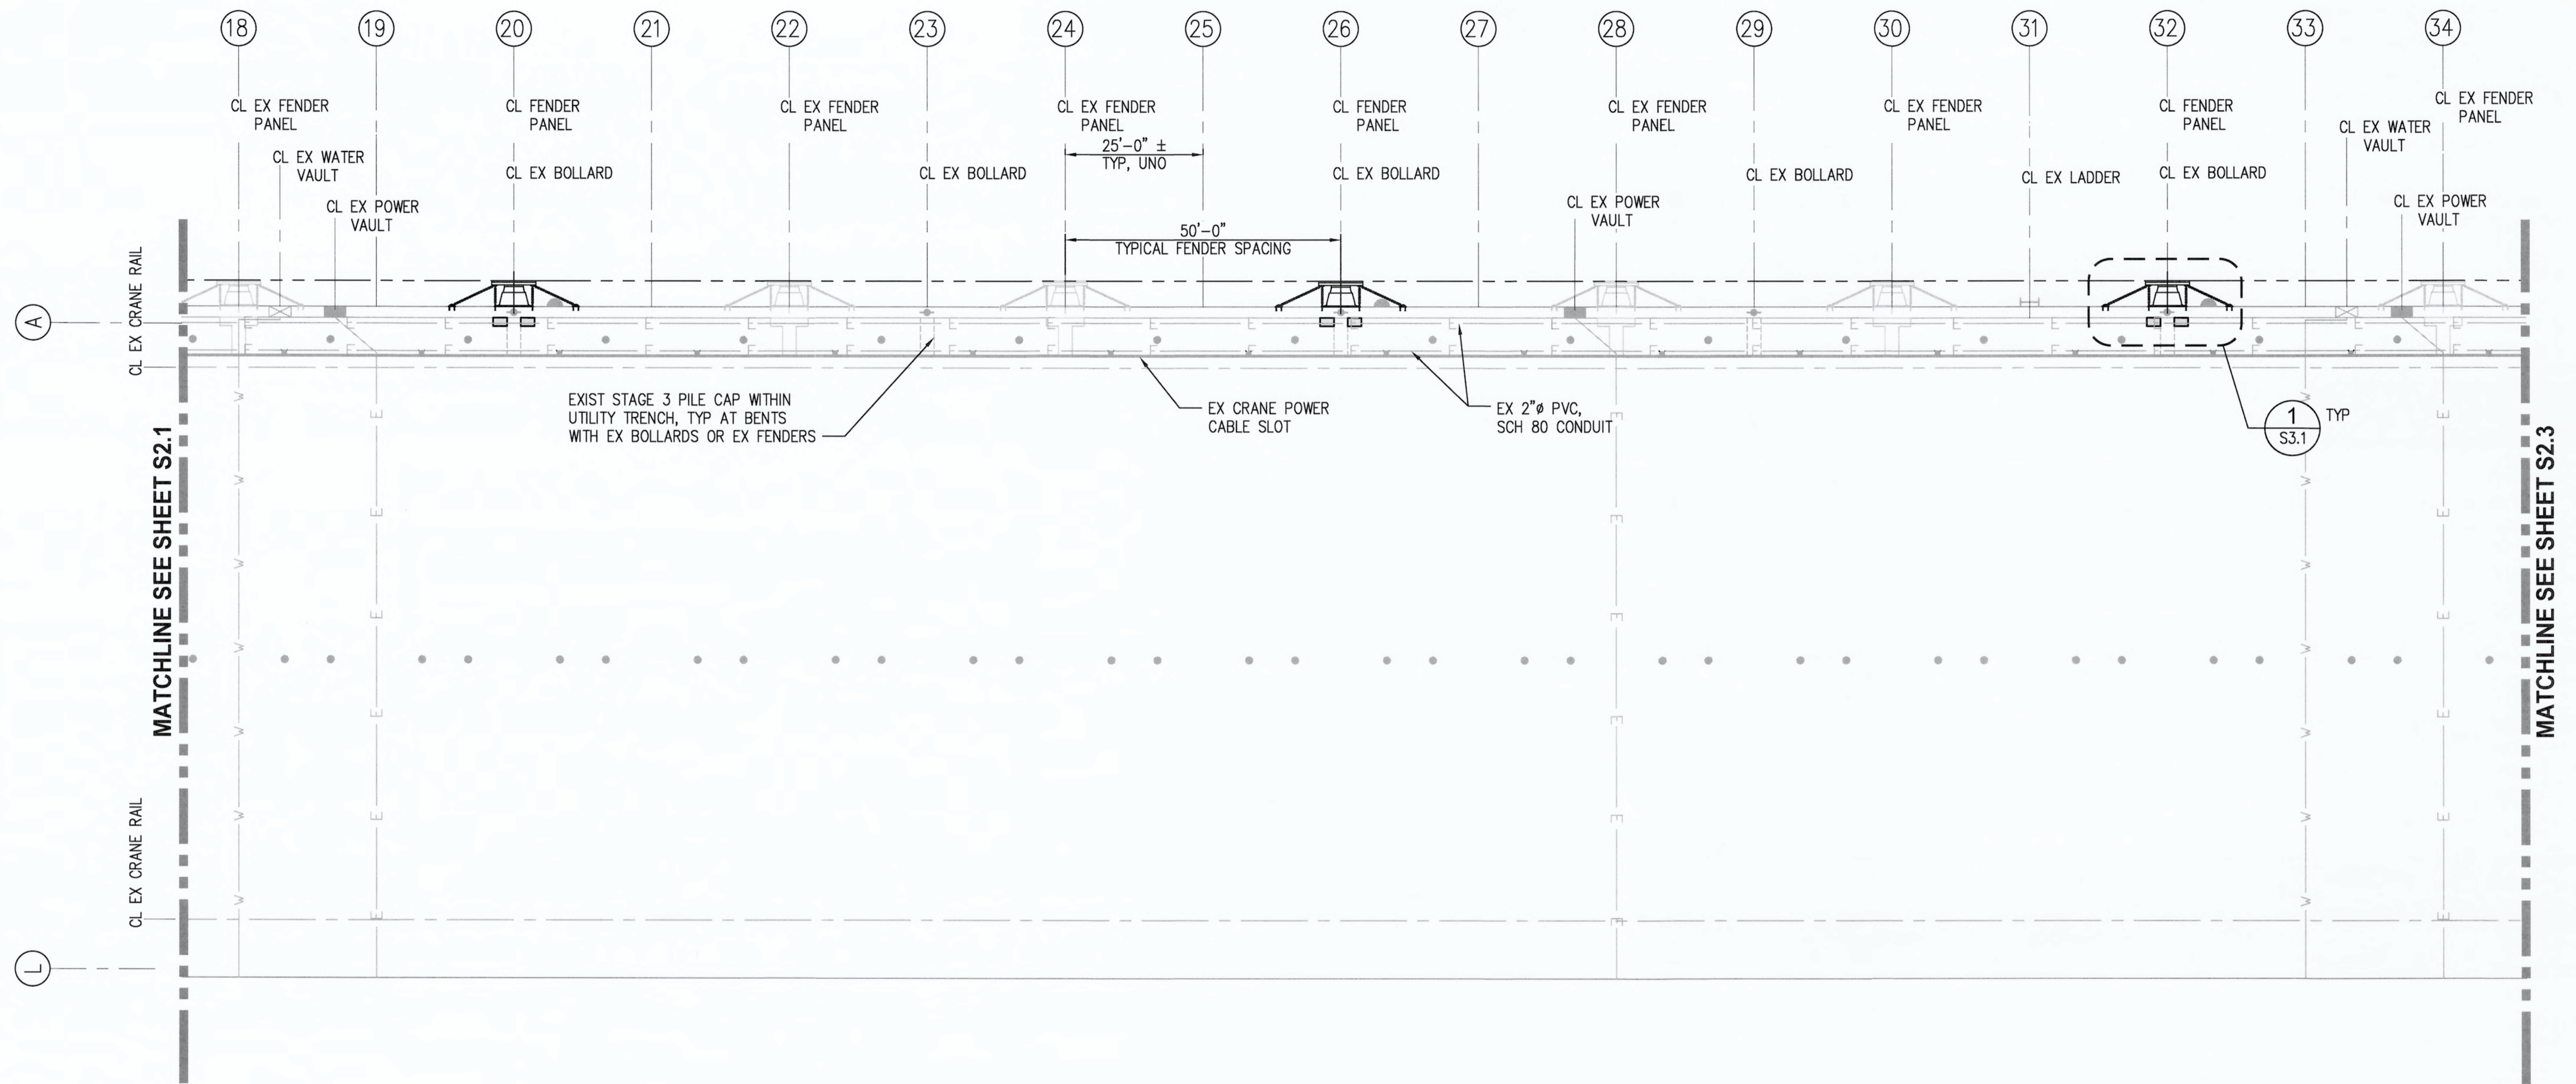 18 19 20 21 22 23 24 25 26 27 28 29 30 31 32 33 34
CL EX FENDER
PANEL
CL FENDER
PANEL
CL EX FENDER
PANEL
CL EX FENDER
PANEL
CL FENDER
PANEL
CL EX FENDER
PANEL
CL EX FENDER
PANEL
CL FENDER
PANEL
CL EX FENDER
PANEL
CL EX WATER
VAULT
CL EX POWER
VAULT
CL EX BOLLARD
CL EX BOLLARD
25'-0" ±
TYP, UNO
CL EX BOLLARD
CL EX POWER
VAULT
CL EX BOLLARD
CL EX LADDER
CL EX BOLLARD
CL EX WATER
VAULT
CL EX POWER
VAULT
50'-0"
TYPICAL FENDER SPACING
CL EX CRANE RAIL
A
EXIST STAGE 3 PILE CAP WITHIN
UTILITY TRENCH, TYP AT BENTS
WITH EX BOLLARDS OR EX FENDERS
EX CRANE POWER
CABLE SLOT
EX 2"ø PVC,
SCH 80 CONDUIT
1
S3.1
TYP
MATCHLINE SEE SHEET S2.1
MATCHLINE SEE SHEET S2.3
W W W W W W W
E E E E E E
E E E E E E
W W W W W W W
E E E E E E
CL EX CRANE RAIL
L